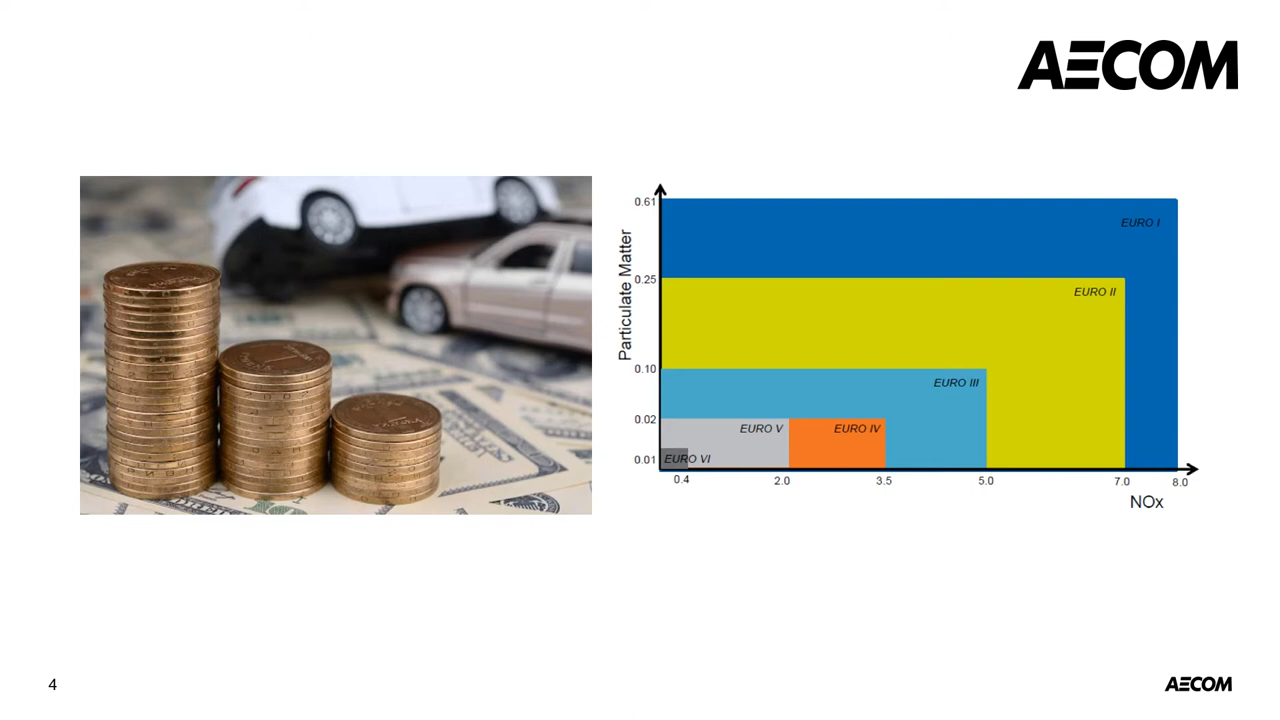 AECOM
0.61
EURO I
Particulate Matter
0.25
EURO II
0.10
EURO III
0.02
EURO V
EURO IV
0.01
EURO VI
0.4
2.0
3.5
5.0
7.0
8.0
NOx
4
AECOM